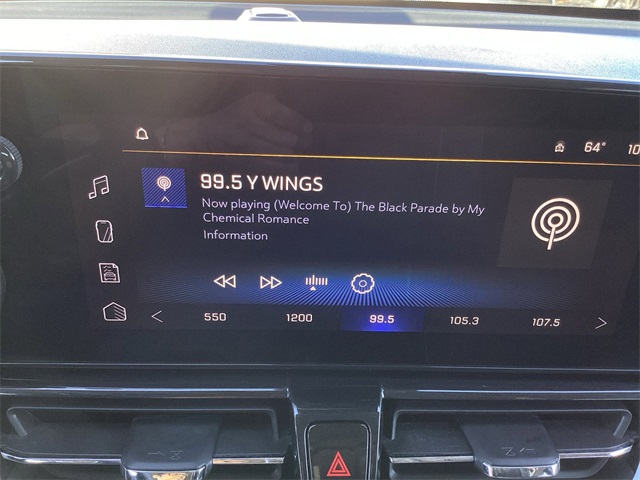 64° 10
99.5 Y WINGS
Now playing (Welcome To) The Black Parade by My
Chemical Romance
Information
550 1200 99.5 105.3 107.5